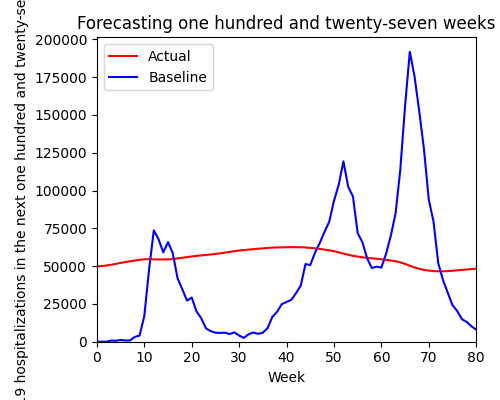 Forecasting one hundred and twenty-seven weeks
Actual
Baseline
200000
175000
150000
125000
100000
75000
50000
25000
0
19 hospitalizations in the next one hundred and twenty-se
0 10 20 30 40 50 60 70 80
Week